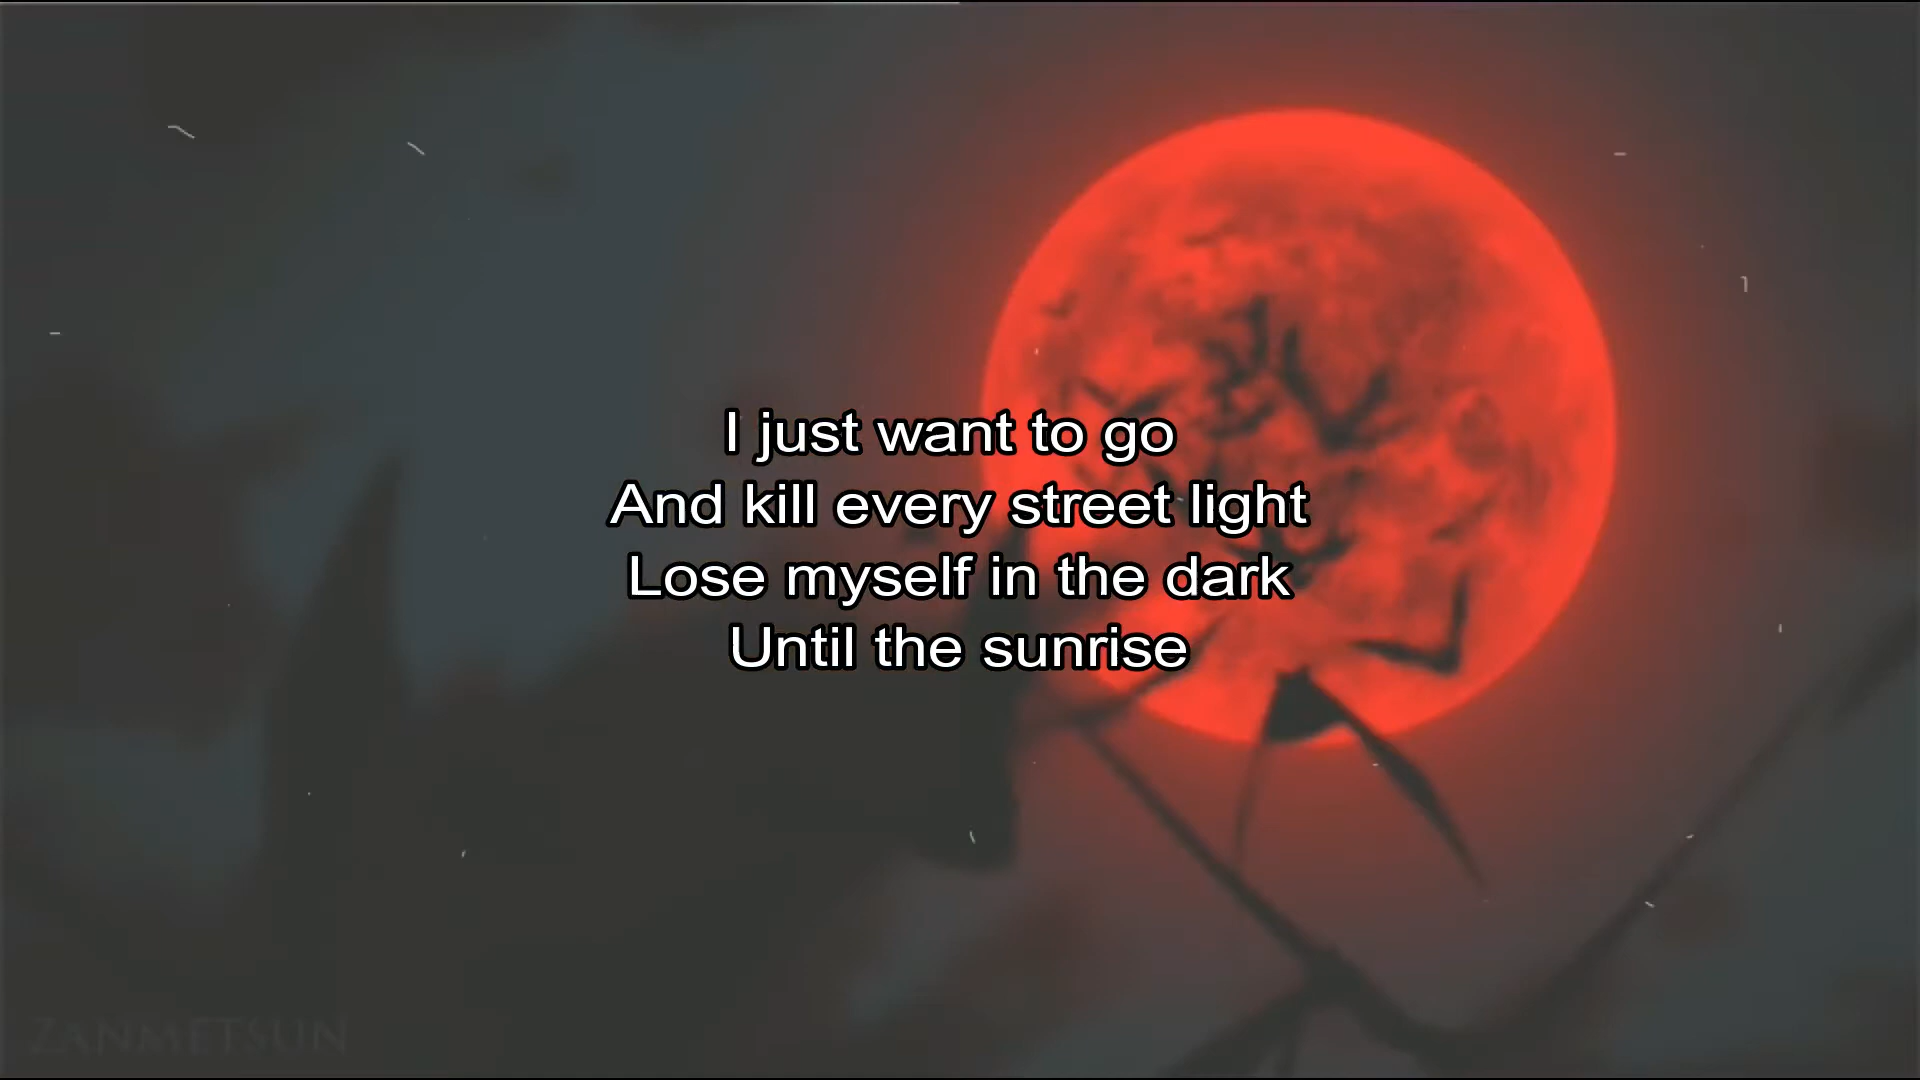 I just want to go
And kill every street light
Lose myself in the dark
Until the sunrise
ZANMETSUN